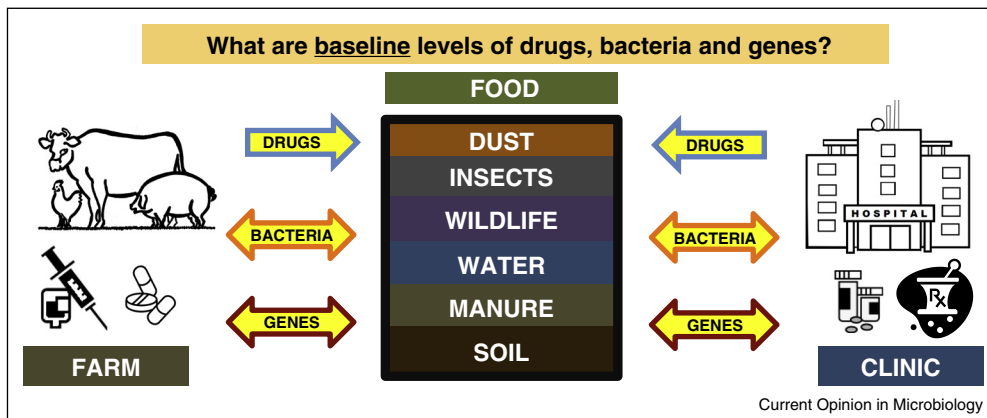 What are baseline levels of drugs, bacteria and genes?
FOOD
DRUGS
DUST
DRUGS
INSECTS
WILDLIFE
HOSPITAL
BACTERIA
BACTERIA
WATER
MANURE
Rx
GENES
GENES
SOIL
FARM
CLINIC
Current Opinion in Microbiology